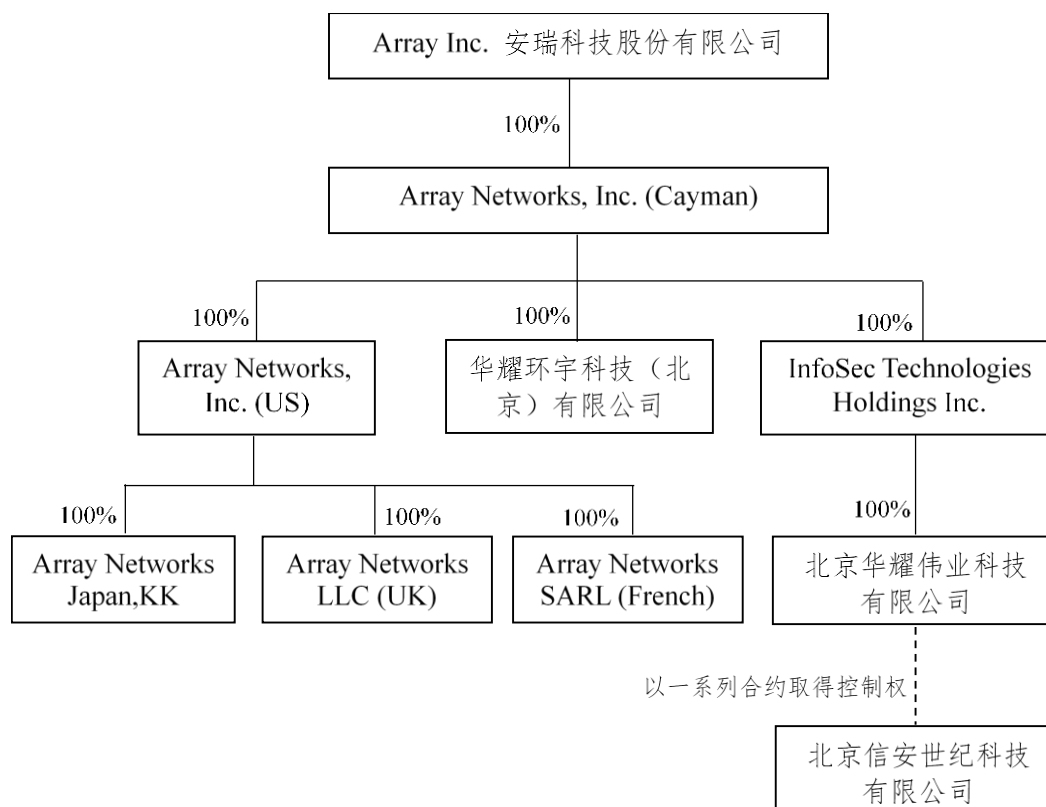 Array Inc. 安瑞科技股份有限公司
100%
Array Networks, Inc. (Cayman)
100%
100%
100%
Array Networks,
Inc. (US)
华耀环宇科技（北
京）有限公司
InfoSec Technologies
Holdings Inc.
100%
100%
100%
100%
Array Networks
Japan,KK
Array Networks
LLC (UK)
Array Networks
SARL (French)
北京华耀伟业科技
有限公司
以一系列合约取得控制权
北京信安世纪科技
有限公司